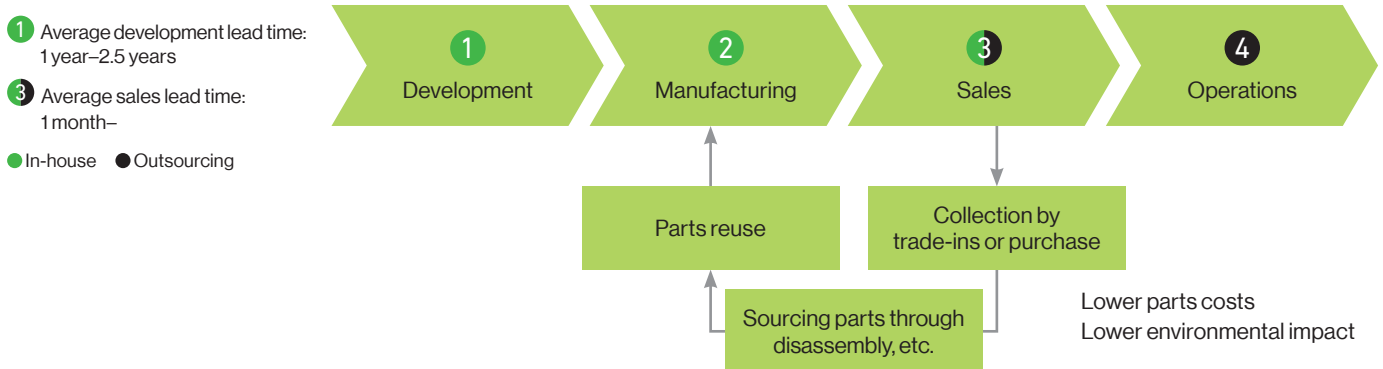 1 Average development lead time:
1 year–2.5 years
3 Average sales lead time:
1 month–
In-house Outsourcing
1
Development
2
Manufacturing
3
Sales
4
Operations
Parts reuse
Collection by
trade-ins or purchase
Sourcing parts through
disassembly, etc.
Lower parts costs
Lower environmental impact